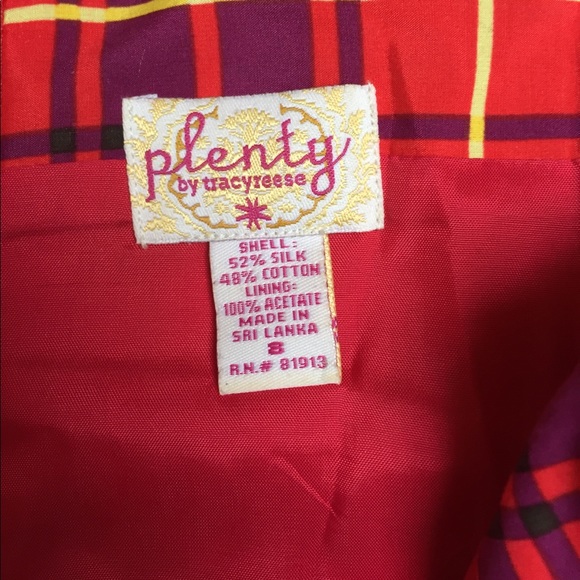 plenty
by tracyreese
SHELL:
52% SILK
48% COTTON
LINING:
100% ACETATE
MADE IN
SRI LANKA
8
R.N.# 81913